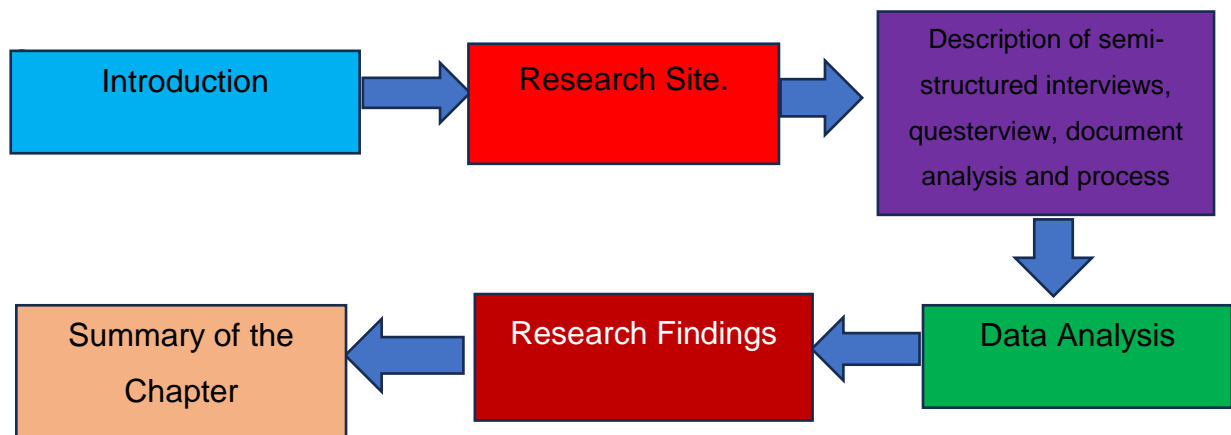 Introduction
Research Site.
Description of semi-
structured interviews,
questerview, document
analysis and process
Data Analysis
Research Findings
Summary of the
Chapter